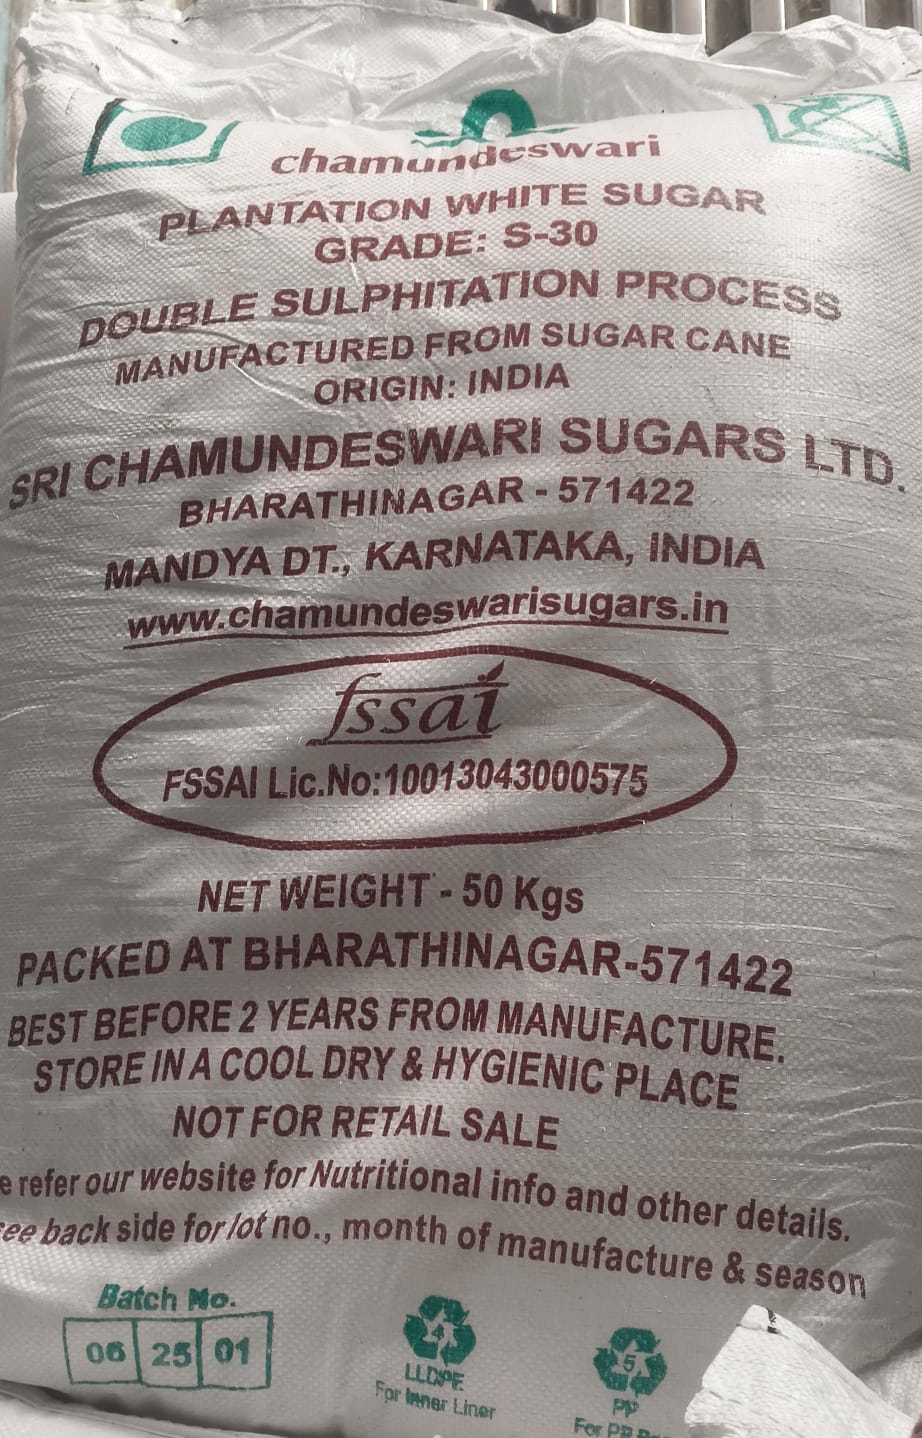 chamundeswari
PLANTATION WHITE SUGAR
GRADE: S-30
DOUBLE SULPHITATION PROCESS
MANUFACTURED FROM SUGAR CANE
ORIGIN: INDIA
SRI CHAMUNDESWARI SUGARS LTD.
BHARATHINAGAR - 571422
MANDYA DT., KARNATAKA, INDIA
www.chamundeswarisugars.in
fssai
FSSAI Lic.No:10013043000575
NET WEIGHT - 50 Kgs
PACKED AT BHARATHINAGAR-571422
BEST BEFORE 2 YEARS FROM MANUFACTURE.
STORE IN A COOL DRY & HYGIENIC PLACE
NOT FOR RETAIL SALE
refer our website for Nutritional info and other details.
back side for lot no., month of manufacture & season
Batch No.
06 25 01
4
LLDPE
For Inner Liner
5
PP
For PP